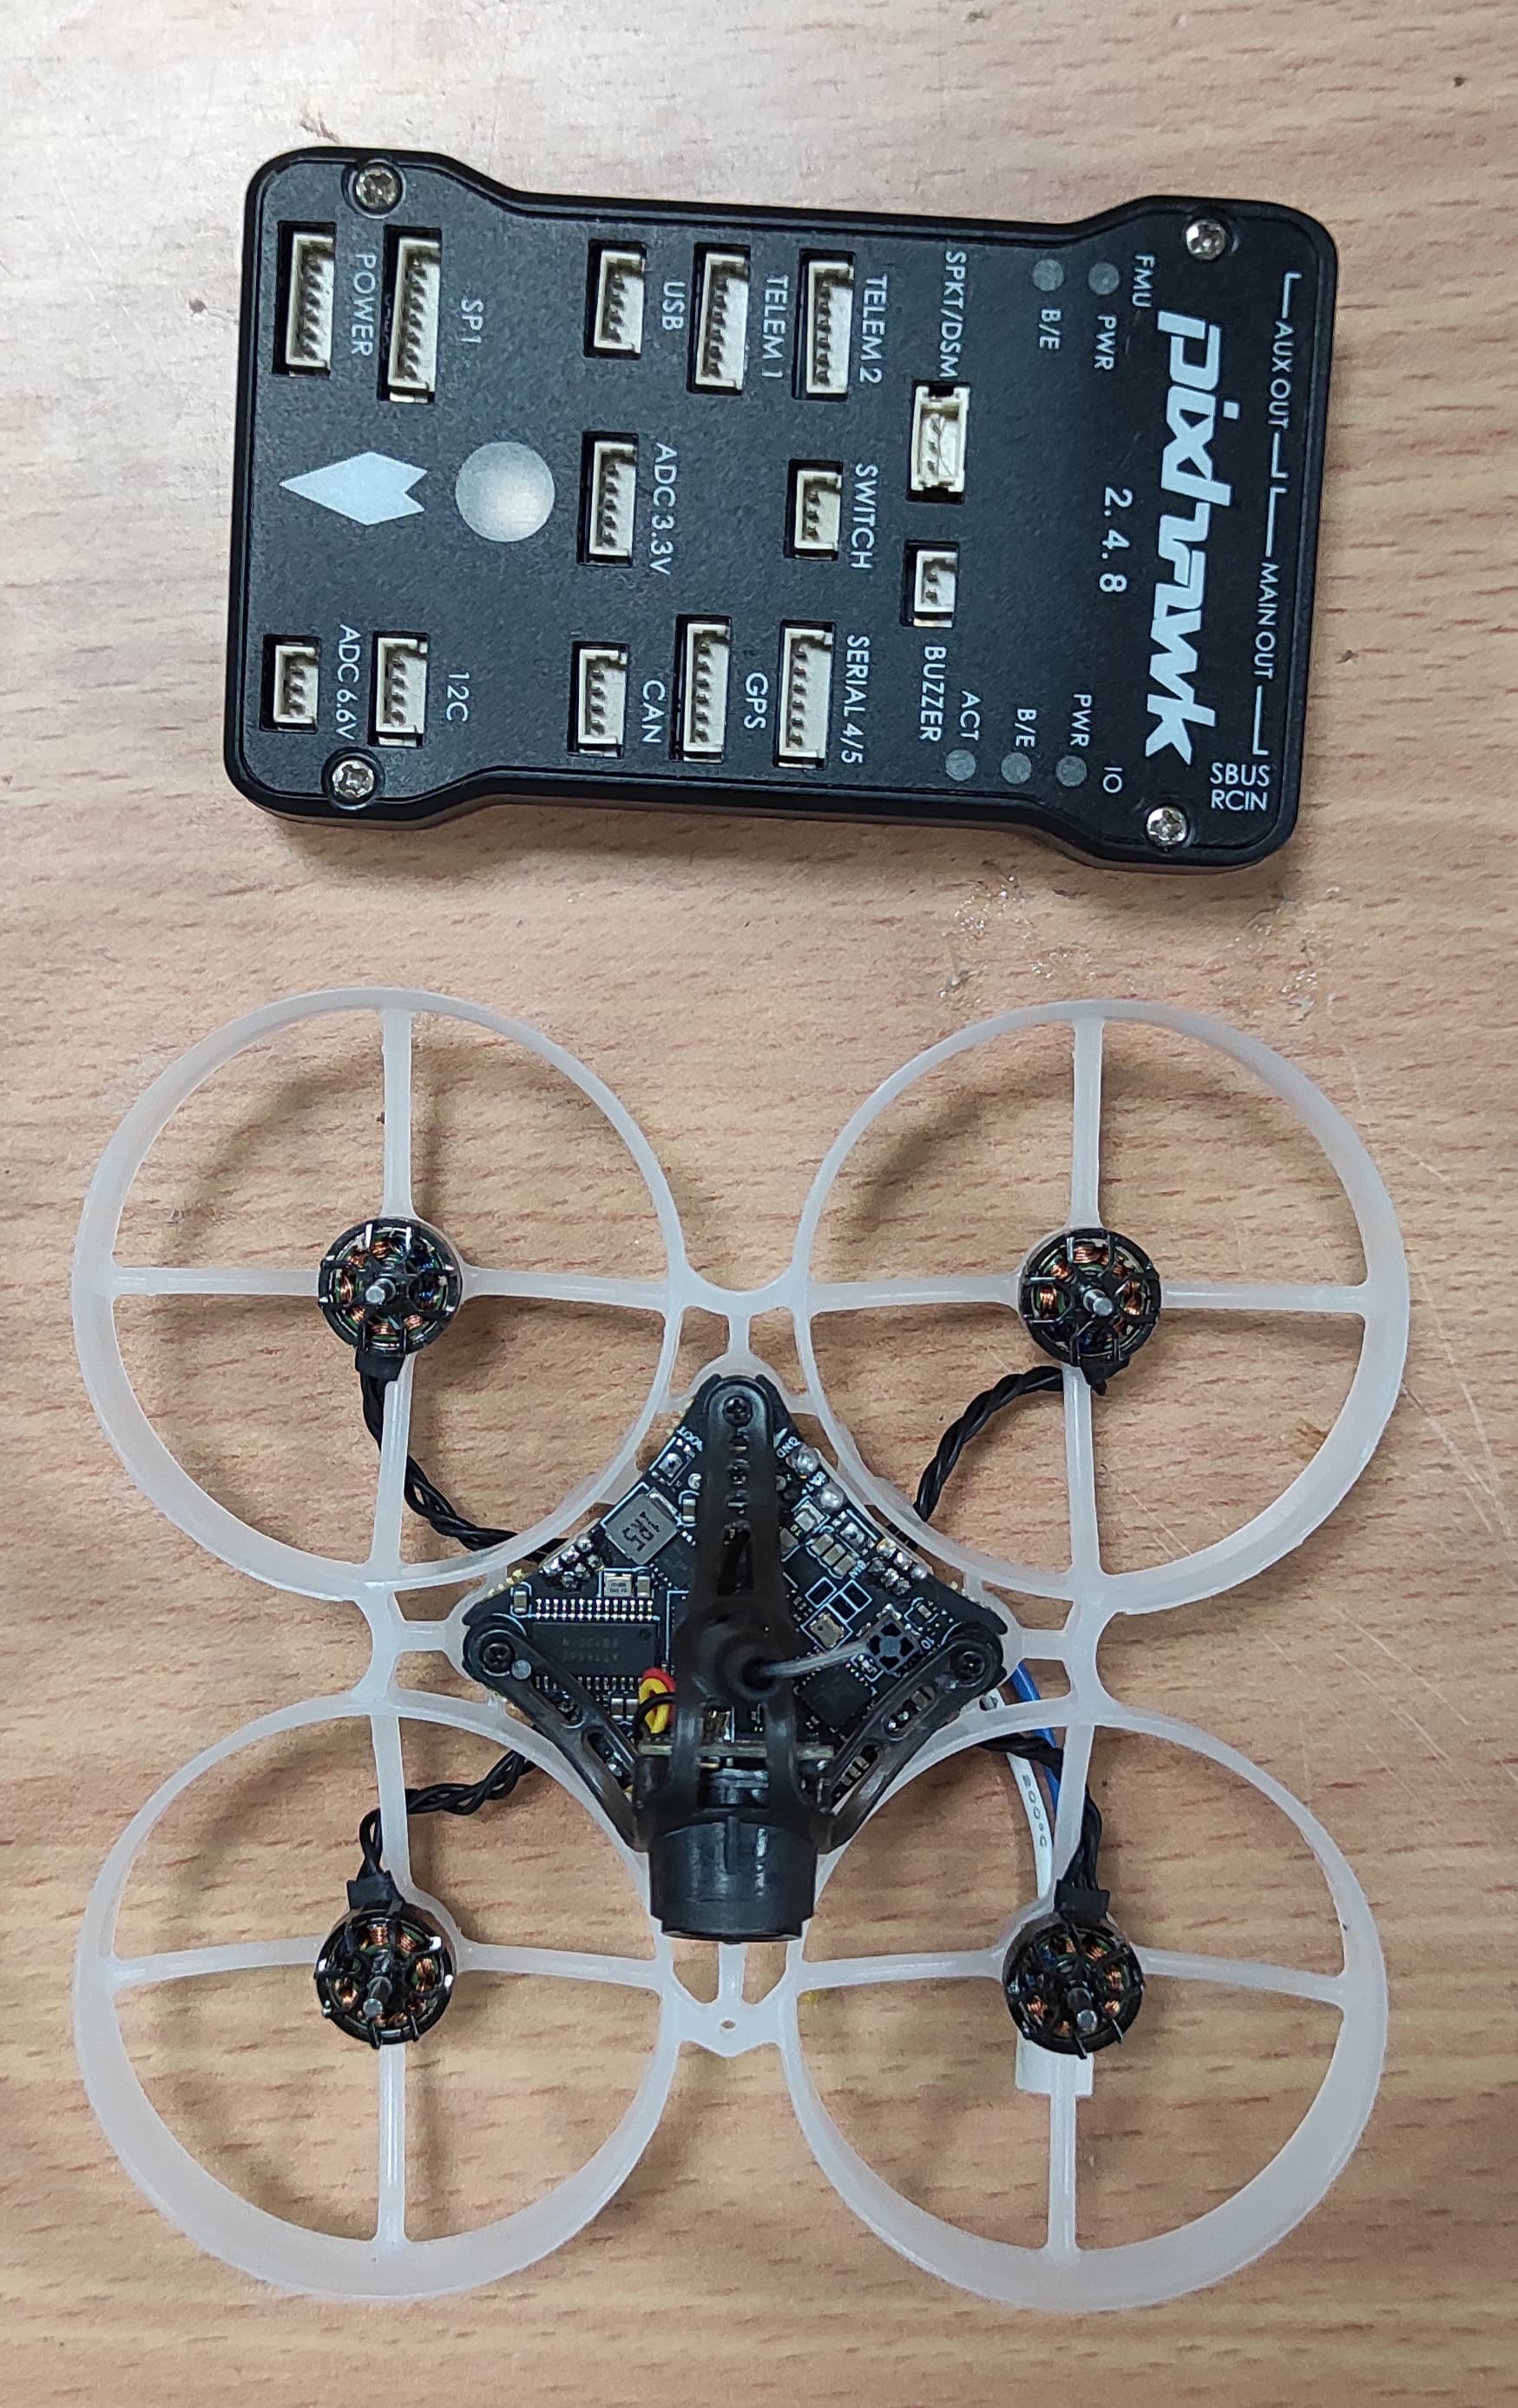 AUX OUT
MAIN OUT
SBUS
RCIN
pixhawk
2.4.8
FMU
PWR
B/E
IO
PWR
B/E
ACT
SPKT/DSM
BUZZER
TELEM 2
SWITCH
SERIAL 4/5
TELEM 1
GPS
USB
ADC 3.3V
CAN
SP1
12C
POWER
ADC 6.6V
1R5
200°C